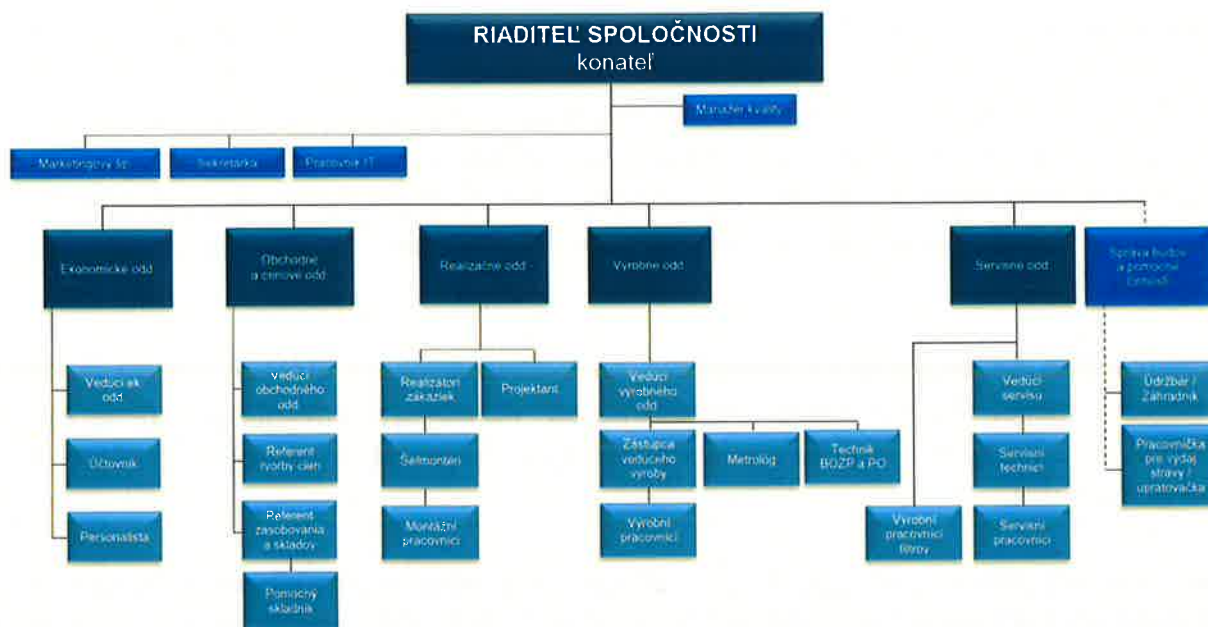 RIADITEĽ SPOLOČNOSTI
konateľ
Manažér kvality
Marketingový šp.
Sekretárka
Pracovník IT
Ekonomické odd.
Obchodné
a cenové odd.
Realizačné odd.
Výrobné odd.
Servisné odd.
Správa budov
a pomocné
činnosti
Vedúci ek.
odd.
Vedúci
obchodného
odd.
Realizátori
zákaziek
Projektant
Vedúci
výrobného
odd.
Vedúci
servisu
Údržbár /
Záhradník
Účtovník
Referent
tvorby cien
Šéfmontéri
Zástupca
vedúceho
výroby
Metrológ
Technik
BOZP a PO
Servisní
technici
Pracovníčka
pre výdaj
stravy /
upratovačka
Personalista
Referent
zásobovania
a skladov
Montážni
pracovníci
Výrobní
pracovníci
Výrobní
pracovníci
filtrov
Servisní
pracovníci
Pomocný
skladník